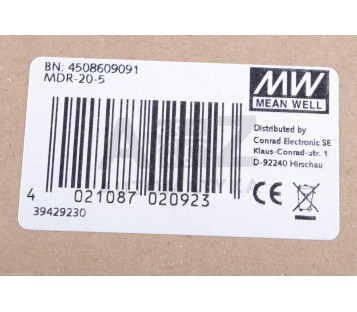 BN: 4508609091
MDR-20-5
MW
MEAN WELL
Distributed by
Conrad Electronic SE
Klaus-Conrad-str. 1
D-92240 Hirschau
4 021087 020923
CE
39429230